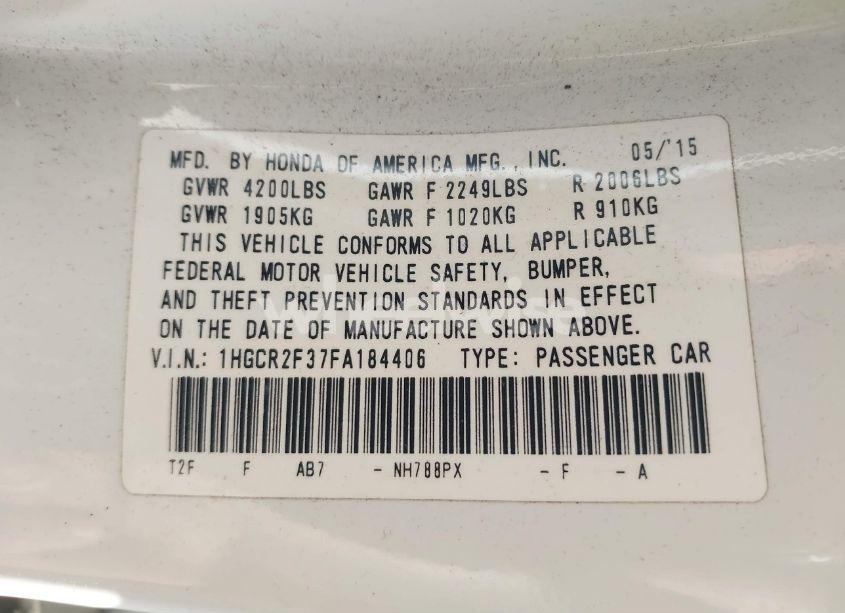 MFD. BY HONDA OF AMERICA MFG., INC. 05/'15
GVWR 4200LBS GAWR F 2249LBS R 2006LBS
GVWR 1905KG GAWR F 1020KG R 910KG
THIS VEHICLE CONFORMS TO ALL APPLICABLE
FEDERAL MOTOR VEHICLE SAFETY, BUMPER,
AND THEFT PREVENTION STANDARDS IN EFFECT
ON THE DATE OF MANUFACTURE SHOWN ABOVE.
V.I.N.: 1HGCR2F37FA184406 TYPE: PASSENGER CAR
T2F F AB7 - NH788PX - F - A